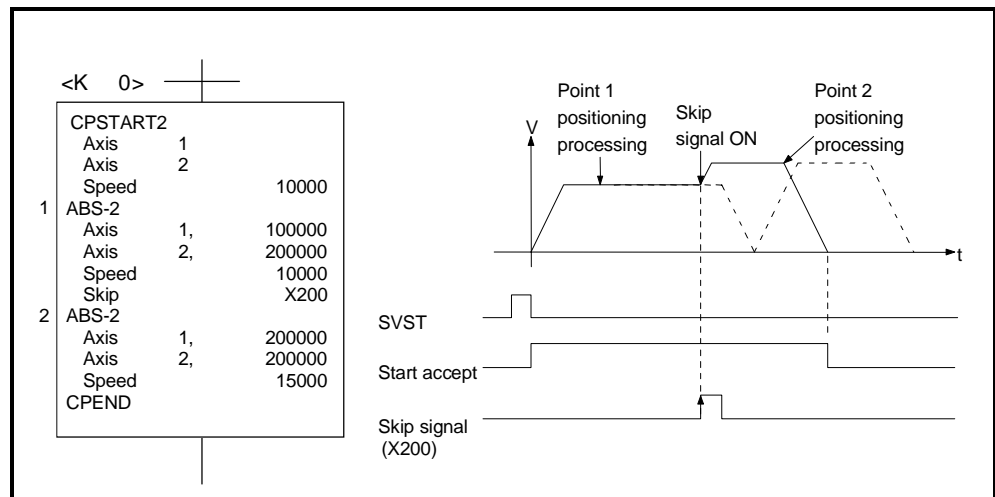 <K 0>
CPSTART2
Axis 1
Axis 2
Speed 10000
1 ABS-2
Axis 1, 100000
Axis 2, 200000
Speed 10000
Skip X200
2 ABS-2
Axis 1, 200000
Axis 2, 200000
Speed 15000
CPEND
V
Point 1
positioning
processing
Skip
signal ON
Point 2
positioning
processing
t
SVST
Start accept
Skip signal
(X200)